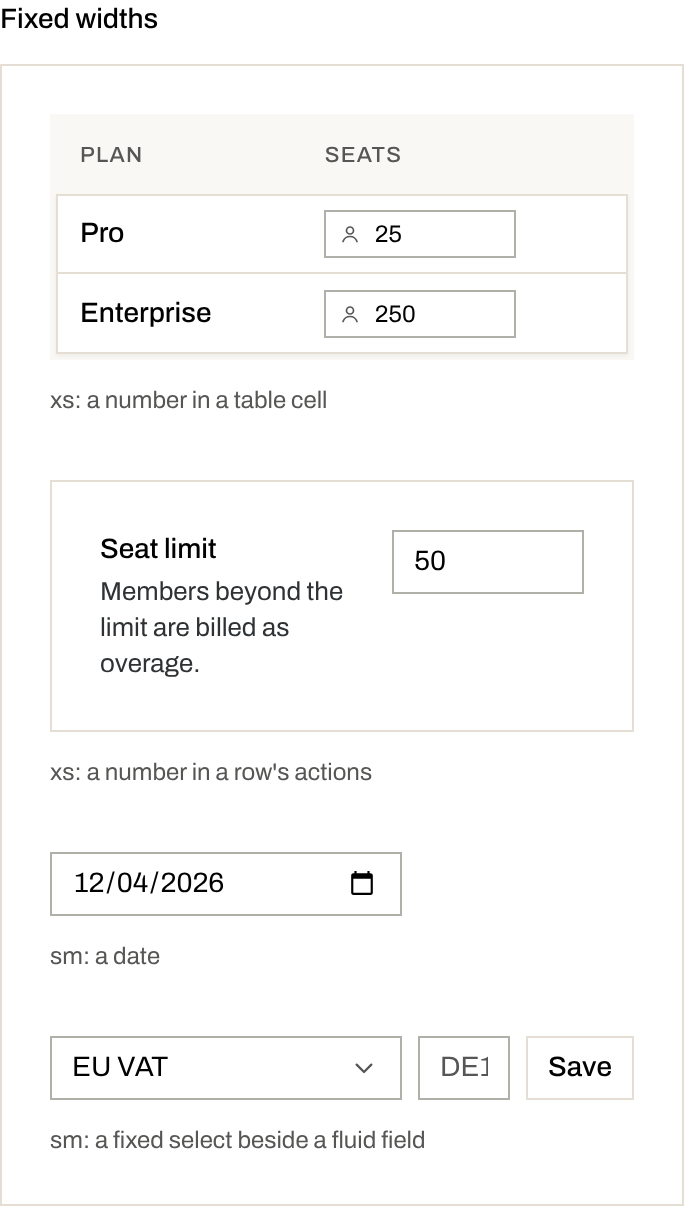 Fixed widths
PLAN SEATS
Pro 25
Enterprise 250
xs: a number in a table cell
Seat limit 50
Members beyond the
limit are billed as
overage.
xs: a number in a row's actions
12/04/2026
sm: a date
EU VAT DE1 Save
sm: a fixed select beside a fluid field